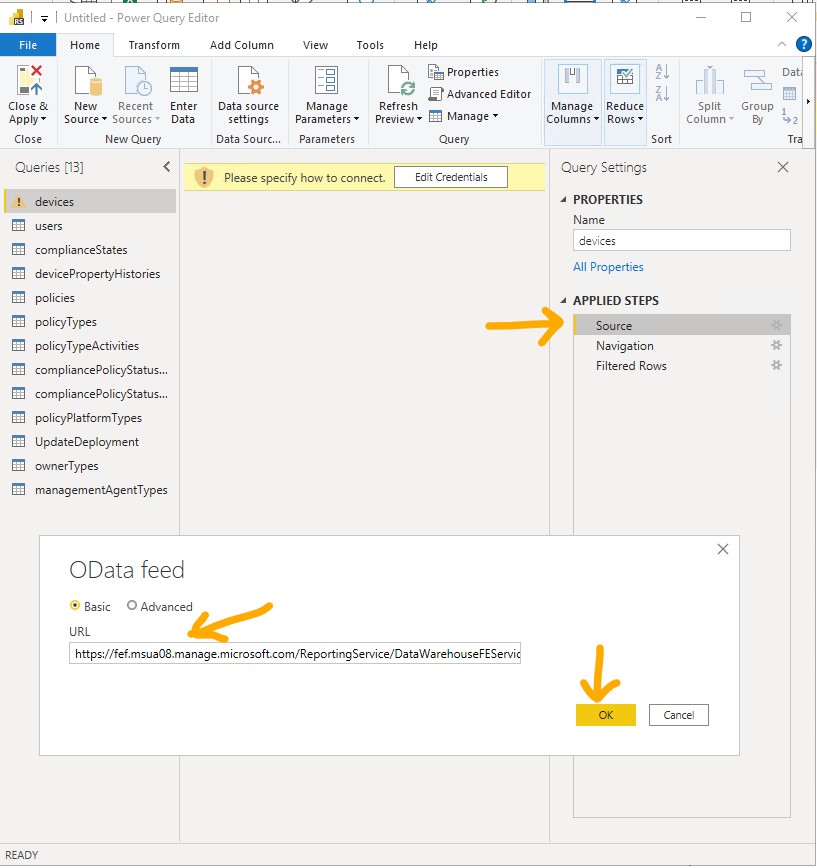 Untitled - Power Query Editor
File Home Transform Add Column View Tools Help
Close & Apply
New Source
Recent Sources
Enter Data
Data source settings
Manage Parameters
Refresh Preview
Properties
Advanced Editor
Manage
Manage Columns
Reduce Rows
Split Column
Group By
Data
Close New Query Data Sourc... Parameters Query Sort Tra
Queries [13]
devices
users
complianceStates
devicePropertyHistories
policies
policyTypes
policyTypeActivities
compliancePolicyStatus...
compliancePolicyStatus...
policyPlatformTypes
UpdateDeployment
ownerTypes
managementAgentTypes
Please specify how to connect. Edit Credentials
Query Settings
PROPERTIES
Name
devices
All Properties
APPLIED STEPS
Source
Navigation
Filtered Rows
OData feed
Basic Advanced
URL
https://fef.msua08.manage.microsoft.com/ReportingService/DataWarehouseFEServic
OK Cancel
READY